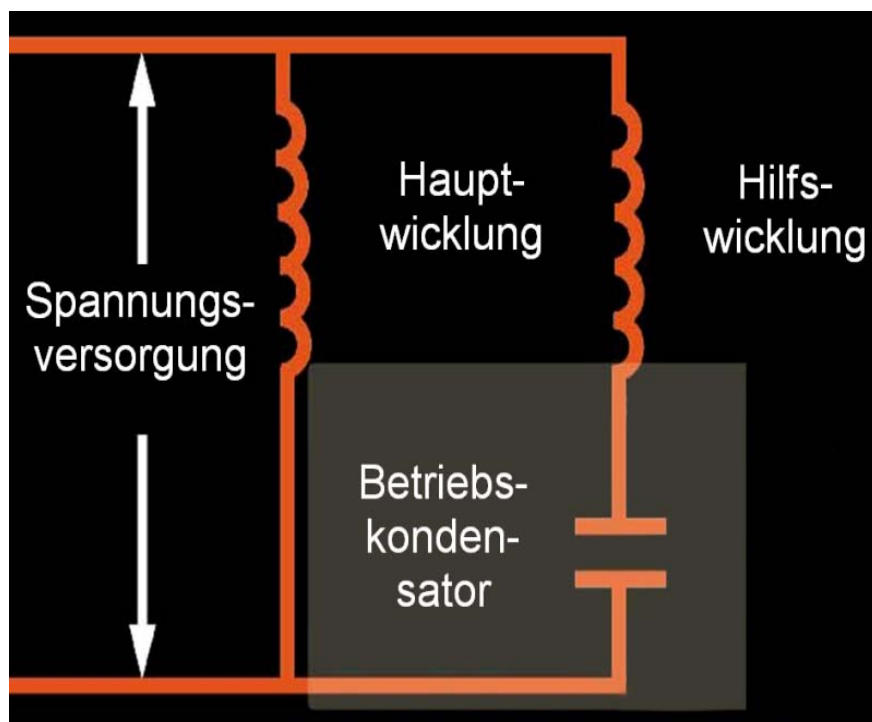 Haupt-
wicklung
Hilfs-
wicklung
Spannungs-
versorgung
Betriebs-
konden-
sator